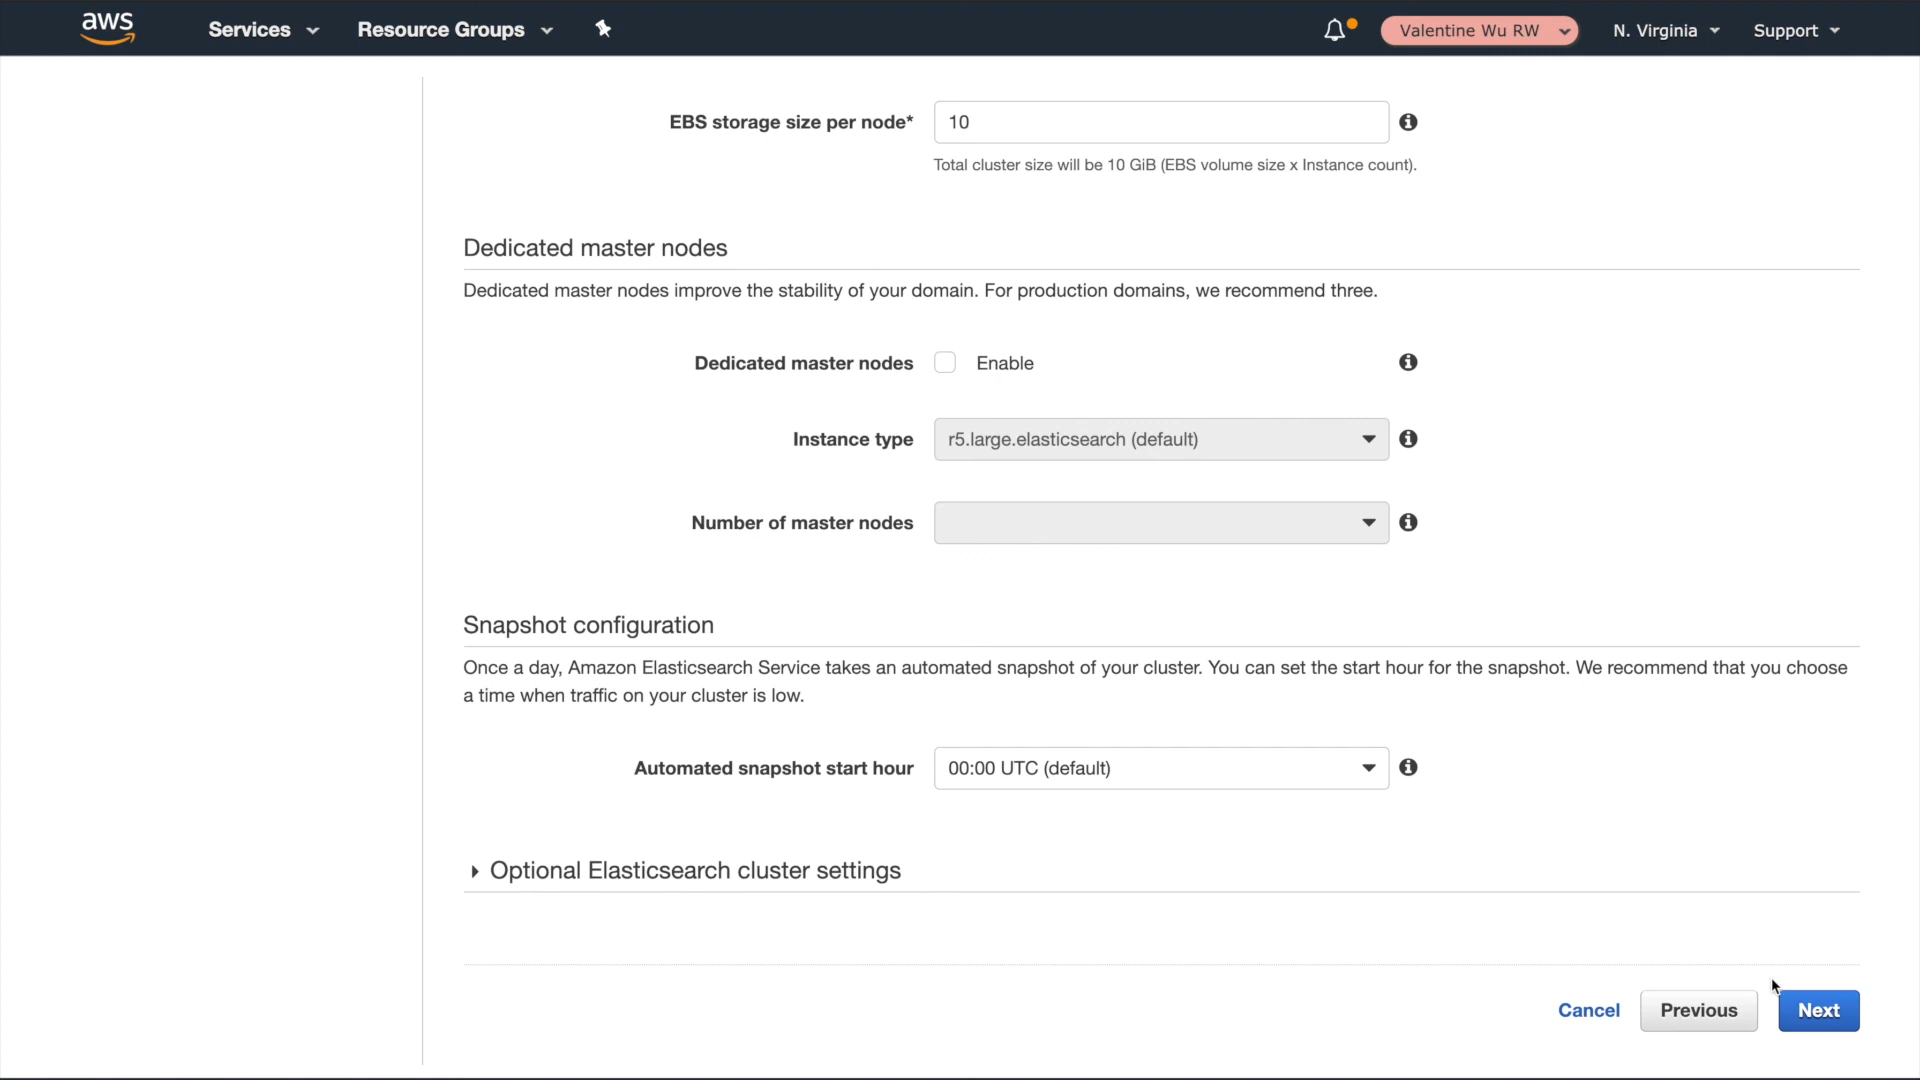 aws Services Resource Groups Valentine Wu RW N. Virginia Support
EBS storage size per node* 10
Total cluster size will be 10 GiB (EBS volume size x Instance count).
Dedicated master nodes
Dedicated master nodes improve the stability of your domain. For production domains, we recommend three.
Dedicated master nodes Enable
Instance type r5.large.elasticsearch (default)
Number of master nodes
Snapshot configuration
Once a day, Amazon Elasticsearch Service takes an automated snapshot of your cluster. You can set the start hour for the snapshot. We recommend that you choose
a time when traffic on your cluster is low.
Automated snapshot start hour 00:00 UTC (default)
Optional Elasticsearch cluster settings
Cancel Previous Next